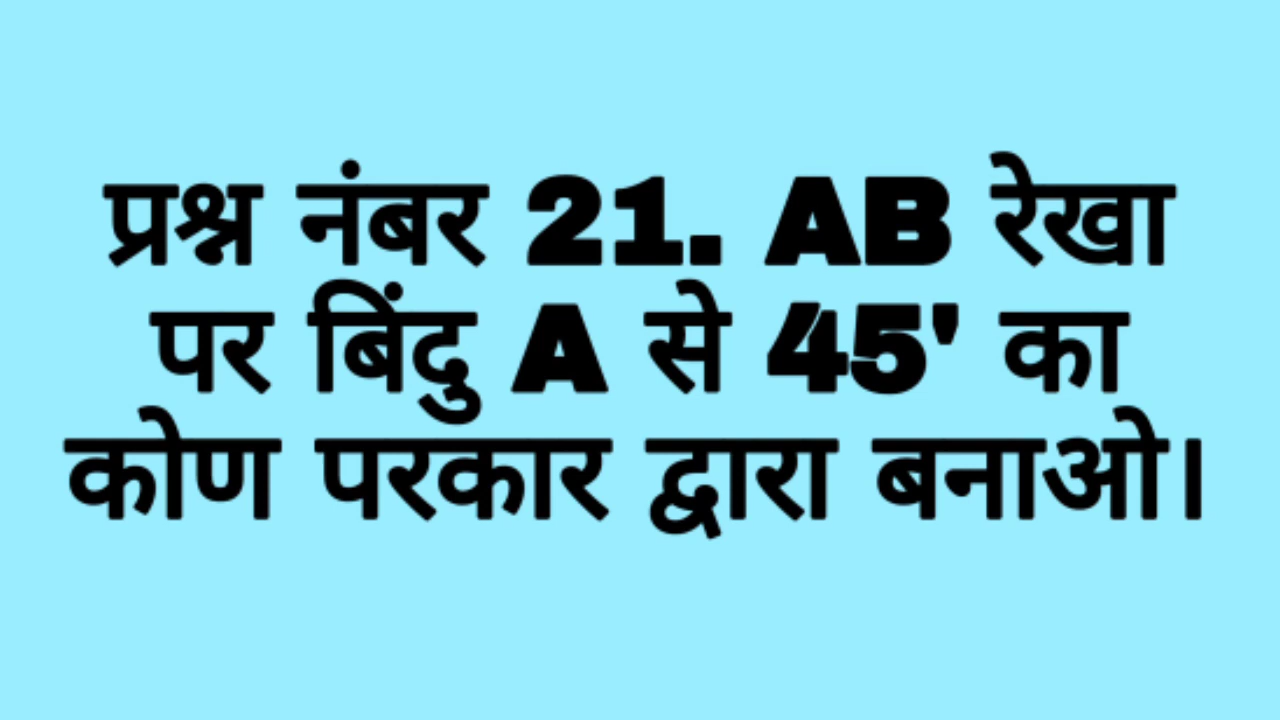 प्रश्न नंबर 21. AB रेखा
पर बिंदु A से 45' का
कोण परकार द्वारा बनाओ।